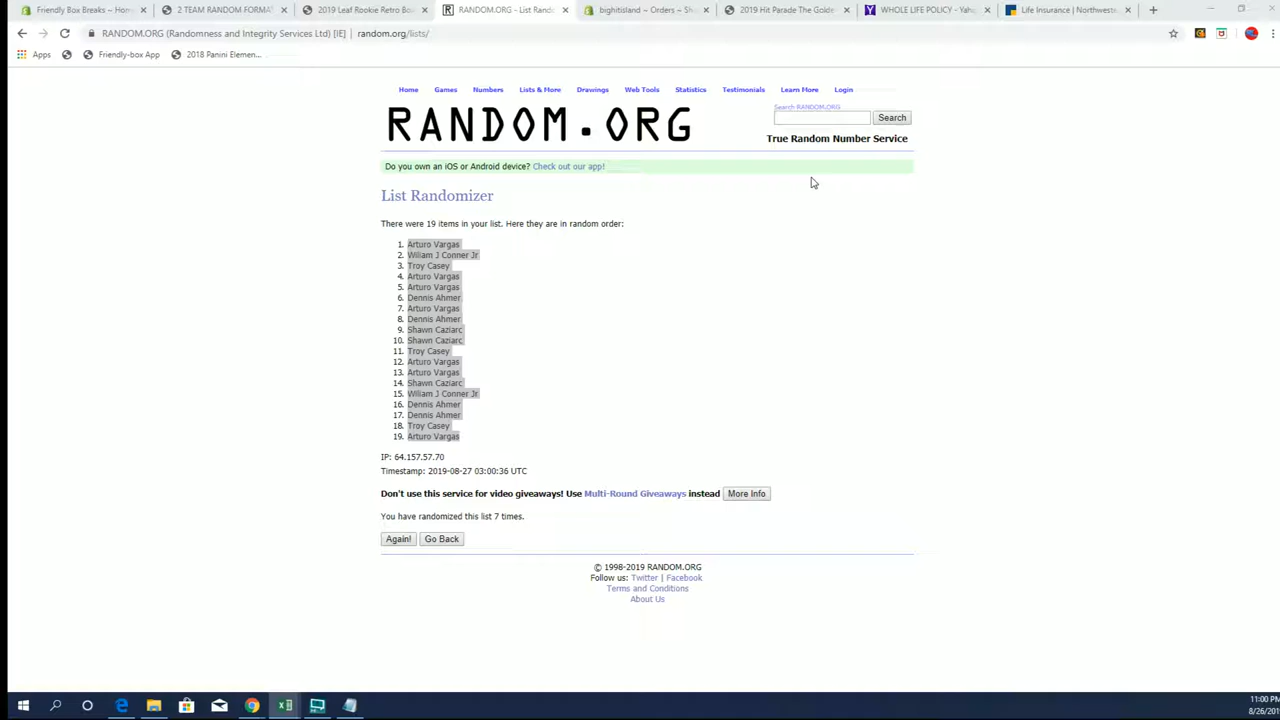 Friendly Box Breaks ~ Hom
2 TEAM RANDOM FORMA
2019 Leaf Rookie Retro Box
RANDOM.ORG - List Rand
bighitisland ~ Orders ~ Sh
2019 Hit Parade The Golde
WHOLE LIFE POLICY - Yah
Life Insurance | Northweste
RANDOM.ORG (Randomness and Integrity Services Ltd) [IE] | random.org/lists/
Apps
Friendly-box App
2018 Panini Elemen...
Home
Games
Numbers
Lists & More
Drawings
Web Tools
Statistics
Testimonials
Learn More
Login
RANDOM.ORG
Search RANDOM.ORG
Search
True Random Number Service
Do you own an iOS or Android device? Check out our app!
List Randomizer
There were 19 items in your list. Here they are in random order:
1. Arturo Vargas
2. Wiliam J Conner Jr
3. Troy Casey
4. Arturo Vargas
5. Arturo Vargas
6. Dennis Ahmer
7. Arturo Vargas
8. Dennis Ahmer
9. Shawn Caziarc
10. Shawn Caziarc
11. Troy Casey
12. Arturo Vargas
13. Arturo Vargas
14. Shawn Caziarc
15. Wiliam J Conner Jr
16. Dennis Ahmer
17. Dennis Ahmer
18. Troy Casey
19. Arturo Vargas
IP: 64.157.57.70
Timestamp: 2019-08-27 03:00:36 UTC
Don't use this service for video giveaways! Use Multi-Round Giveaways instead
More Info
You have randomized this list 7 times.
Again!
Go Back
© 1998-2019 RANDOM.ORG
Follow us: Twitter | Facebook
Terms and Conditions
About Us
11:00 PM
8/26/201